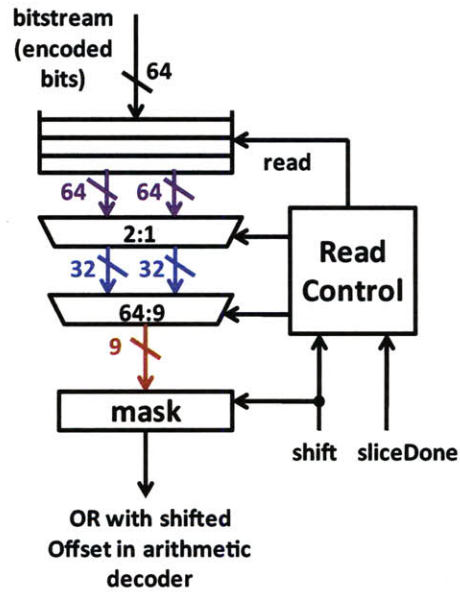 bitstream
(encoded
bits)
64
read
64 64
2:1
32 32
64:9
9
Read
Control
mask
shift sliceDone
OR with shifted
Offset in arithmetic
decoder